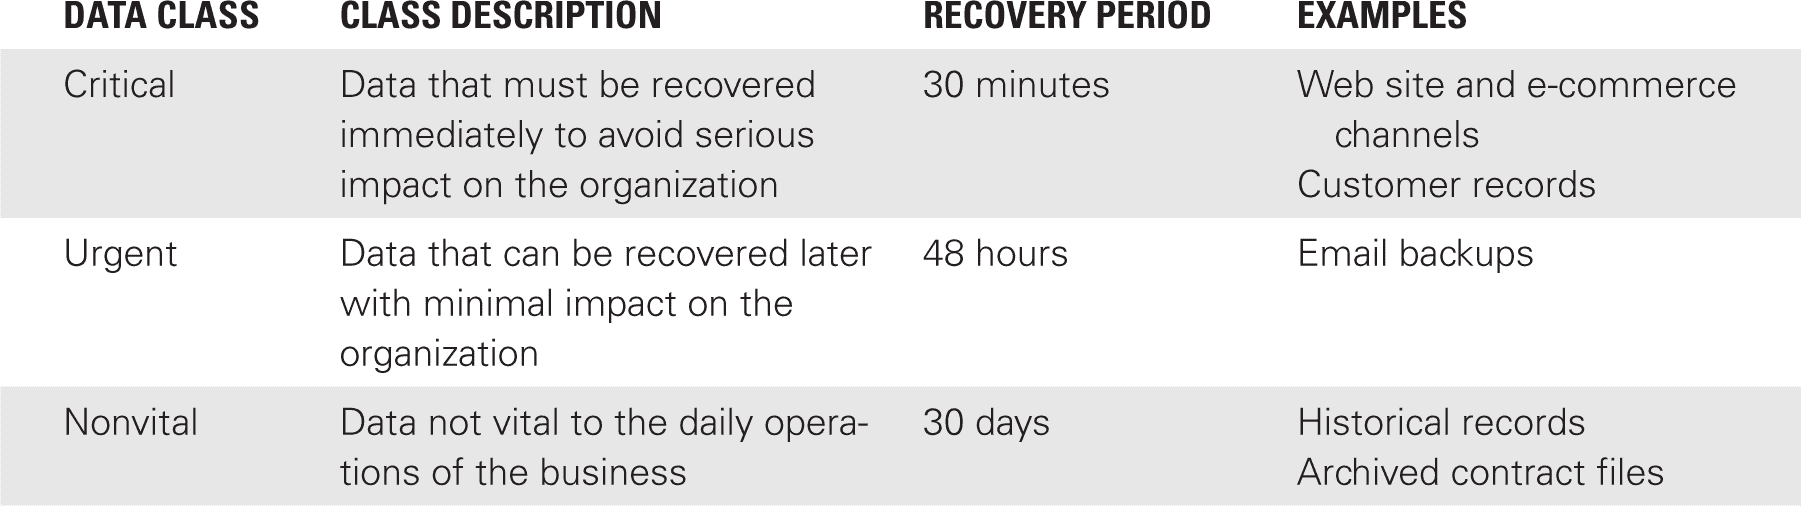 DATA CLASS CLASS DESCRIPTION RECOVERY PERIOD EXAMPLES
Critical Data that must be recovered 30 minutes Web site and e-commerce
immediately to avoid serious channels
impact on the organization Customer records
Urgent Data that can be recovered later 48 hours Email backups
with minimal impact on the
organization
Nonvital Data not vital to the daily opera- 30 days Historical records
tions of the business Archived contract files